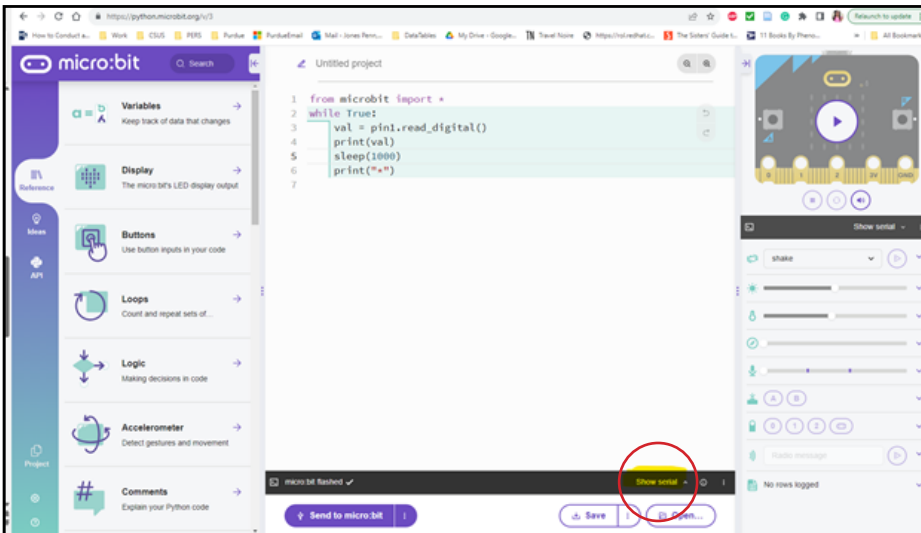 https://python.microbit.org/v/3
Relaunch to update
How to Conduct a...
Work
CSUS
PERS
Purdue
PurdueEmail
Mail - Jones Penn...
DataTables
My Drive - Google...
Travel Noire
https://rol.redhat.c...
The Sisters' Guide t...
11 Books By Pheno...
All Bookmarks
micro:bit
Search
Reference
Ideas
API
Project
Variables
Keep track of data that changes
Display
The micro:bit's LED display output
Buttons
Use button inputs in your code
Loops
Count and repeat sets of...
Logic
Making decisions in code
Accelerometer
Detect gestures and movement
Comments
Explain your Python code
Untitled project
1 from microbit import *
2 while True:
3 val = pin1.read_digital()
4 print(val)
5 sleep(1000)
6 print("*")
7
micro:bit flashed
Show serial
Send to micro:bit
Save
Open...
0 1 2 3V GND
Show serial
shake
A B
0 1 2
Radio message
No rows logged